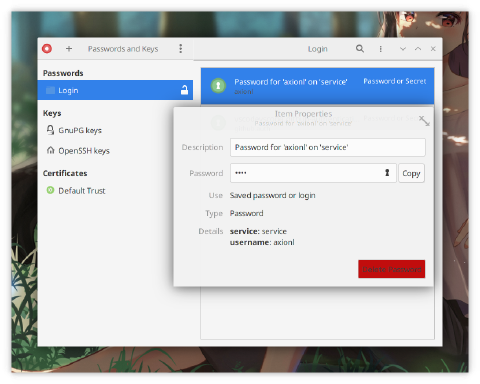 Passwords and Keys
Login
Passwords
Login
Keys
GnuPG keys
OpenSSH keys
Certificates
Default Trust
Password for 'axionl' on 'service'
Password or Secret
axionl
Item Properties
Password for 'axionl' on 'service'
Description
Password for 'axionl' on 'service'
Password
••••
Copy
Use
Saved password or login
Type
Password
Details
service: service
username: axionl